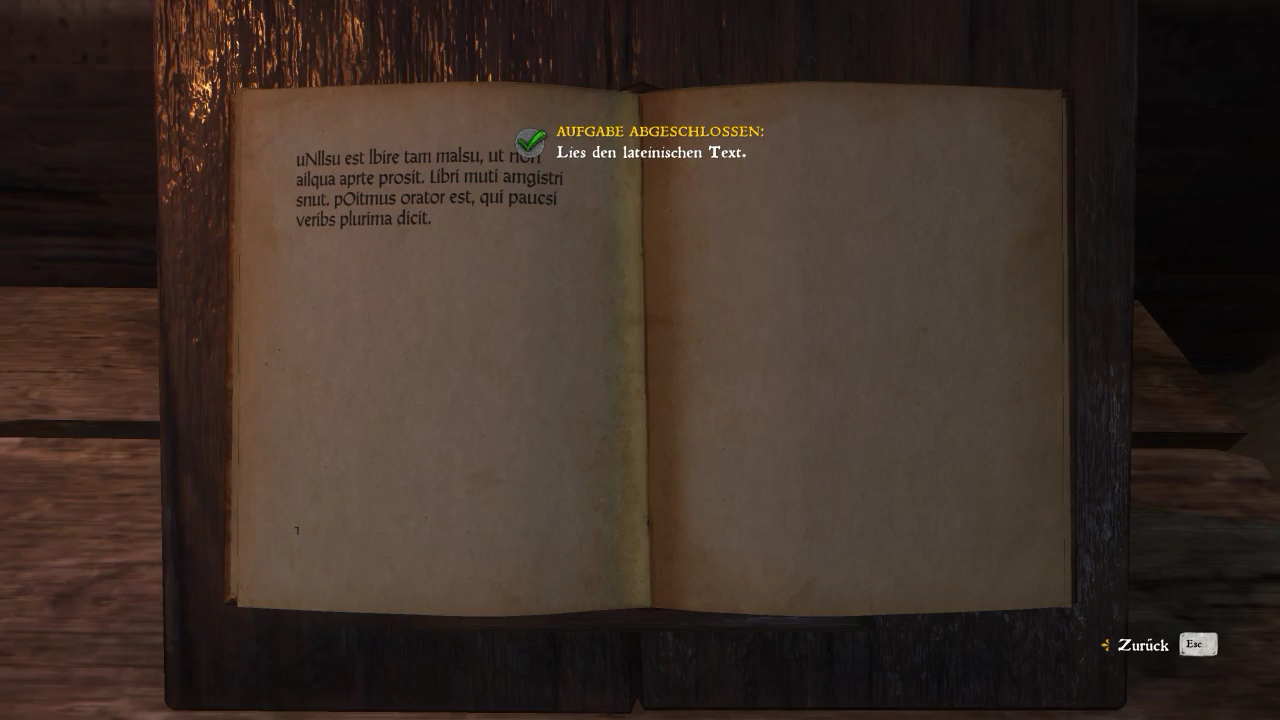 AUFGABE ABGESCHLOSSEN:
Lies den lateinischen Text.
uNllsu est lbire tam malsu, ut non
ailqua aprte prosit. Libri muti amgistri
snut. pOitmus orator est, qui paucsi
veribs plurima dicit.
1
Zurück Esc